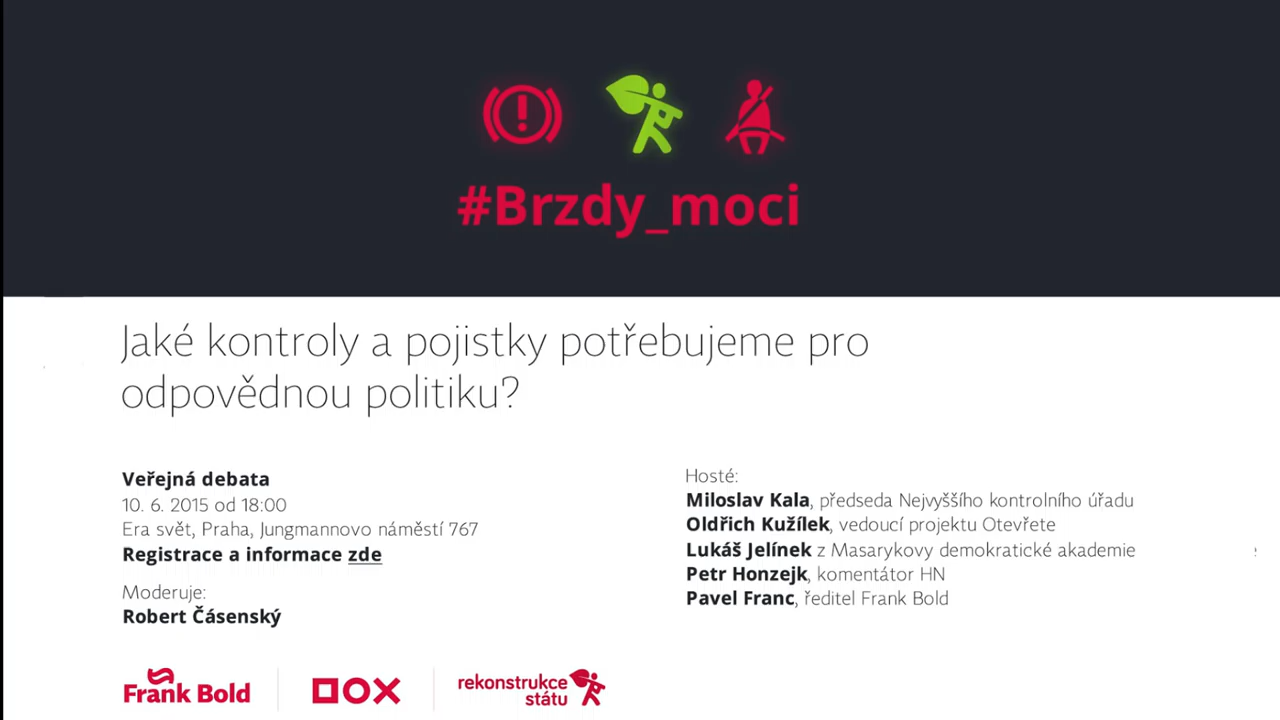 #Brzdy_moci
Jaké kontroly a pojistky potřebujeme pro
odpovědnou politiku?
Veřejná debata
10. 6. 2015 od 18:00
Era svět, Praha, Jungmannovo náměstí 767
Registrace a informace zde
Moderuje:
Robert Čásenský
Hosté:
Miloslav Kala, předseda Nejvyššího kontrolního úřadu
Oldřich Kužílek, vedoucí projektu Otevřete
Lukáš Jelínek z Masarykovy demokratické akademie
Petr Honzejk, komentátor HN
Pavel Franc, ředitel Frank Bold
Frank Bold
rekonstrukce
státu